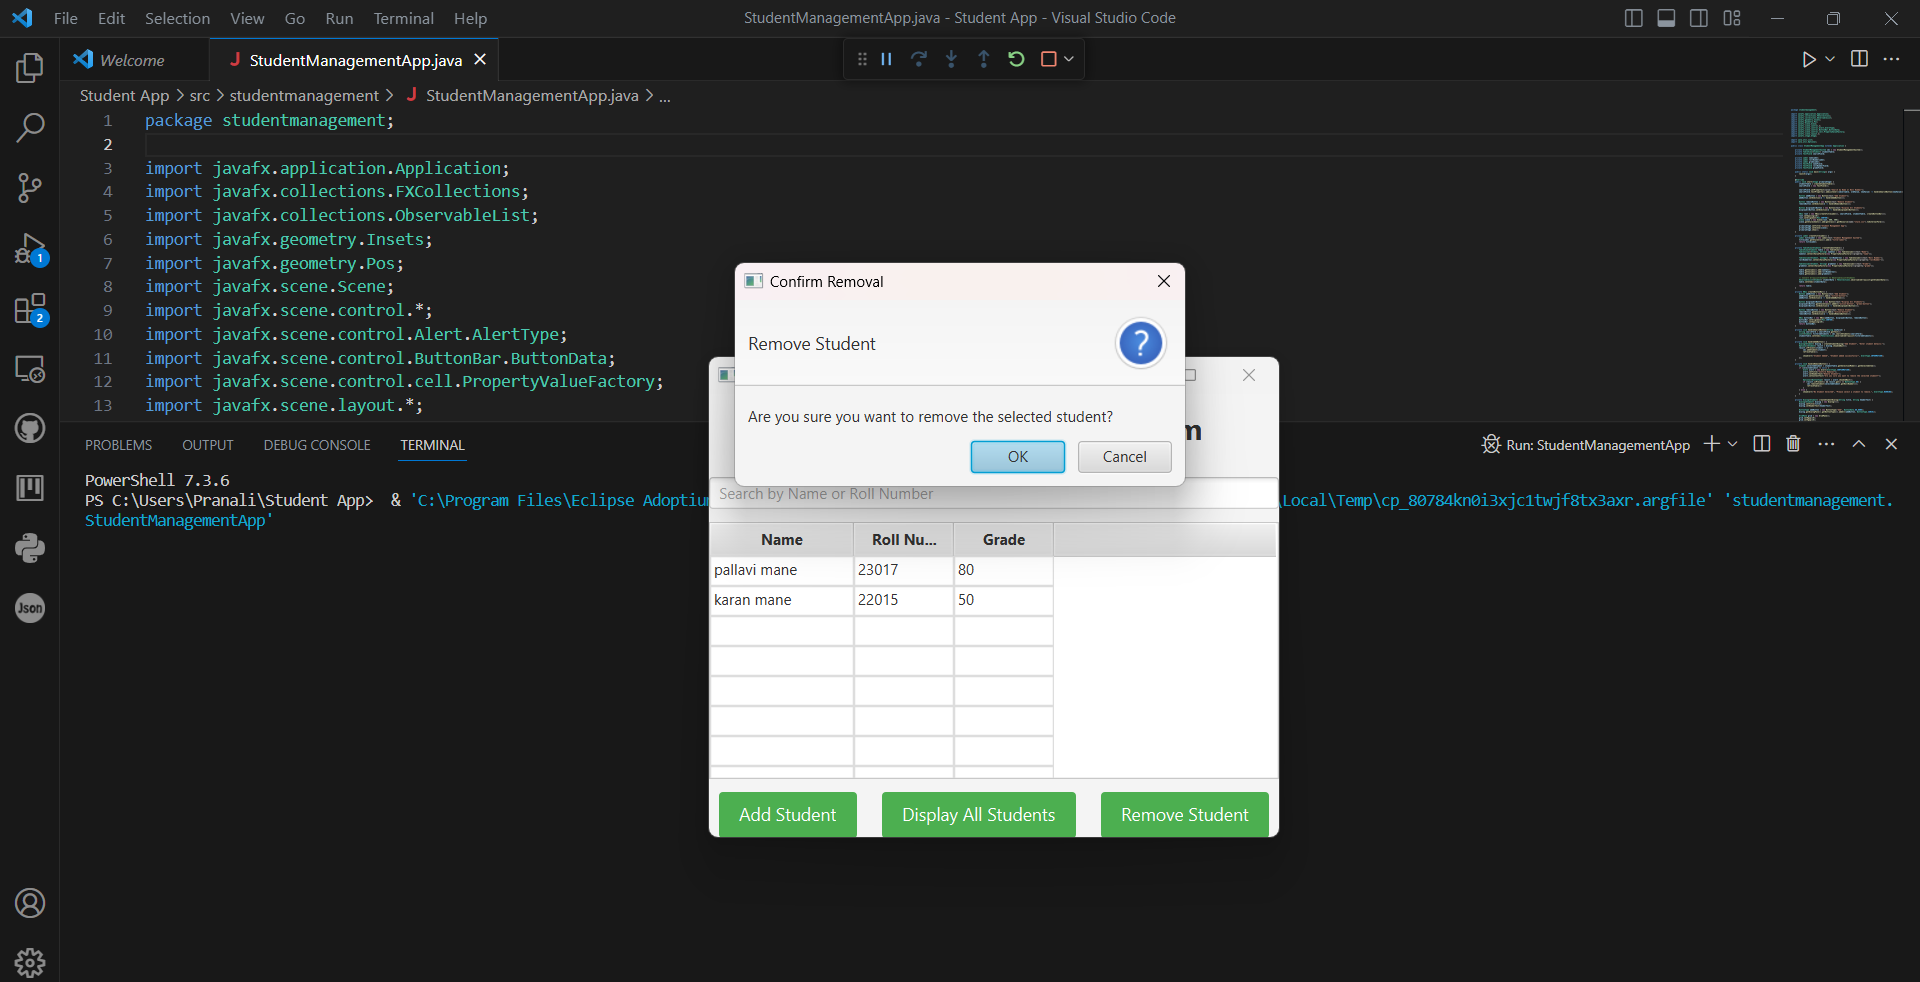 File Edit Selection View Go Run Terminal Help
StudentManagementApp.java - Student App - Visual Studio Code
Welcome
J StudentManagementApp.java
Student App > src > studentmanagement > J StudentManagementApp.java > ...
1 package studentmanagement;
2
3 import javafx.application.Application;
4 import javafx.collections.FXCollections;
5 import javafx.collections.ObservableList;
6 import javafx.geometry.Insets;
7 import javafx.geometry.Pos;
8 import javafx.scene.Scene;
9 import javafx.scene.control.*;
10 import javafx.scene.control.Alert.AlertType;
11 import javafx.scene.control.ButtonBar.ButtonData;
12 import javafx.scene.control.cell.PropertyValueFactory;
13 import javafx.scene.layout.*;
1
2
Json
PROBLEMS OUTPUT DEBUG CONSOLE TERMINAL
Run: StudentManagementApp
PowerShell 7.3.6
PS C:\Users\Pranali\Student App> & 'C:\Program Files\Eclipse Adoptium
\Local\Temp\cp_80784kn0i3xjc1twjf8tx3axr.argfile' 'studentmanagement.
StudentManagementApp'
Confirm Removal
Remove Student
?
Are you sure you want to remove the selected student?
OK Cancel
m
Search by Name or Roll Number
Name Roll Nu... Grade
pallavi mane 23017 80
karan mane 22015 50
Add Student Display All Students Remove Student